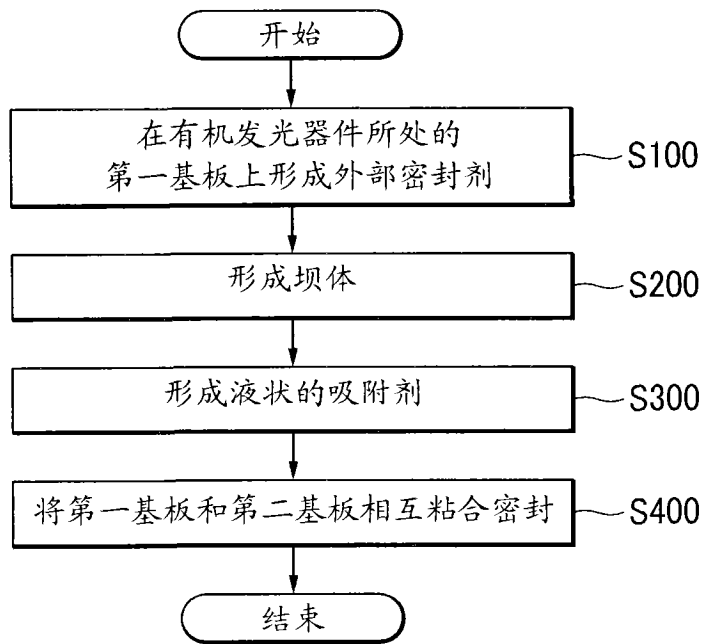 开始
在有机发光器件所处的
第一基板上形成外部密封剂
S100
形成坝体
S200
形成液状的吸附剂
S300
将第一基板和第二基板相互粘合密封
S400
结束